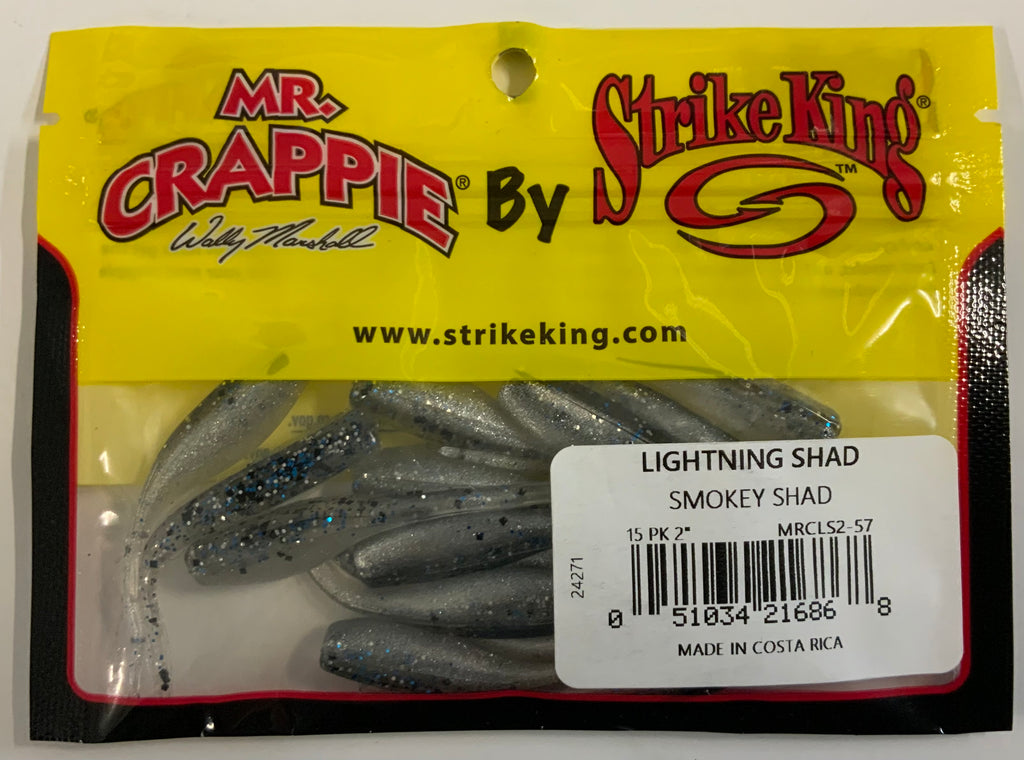 MR.
CRAPPIE®
Wally Marshall
By
Strike King®
™
www.strikeking.com
LIGHTNING SHAD
SMOKEY SHAD
15 PK 2" MRCLS2-57
24271
0 51034 21686 8
MADE IN COSTA RICA